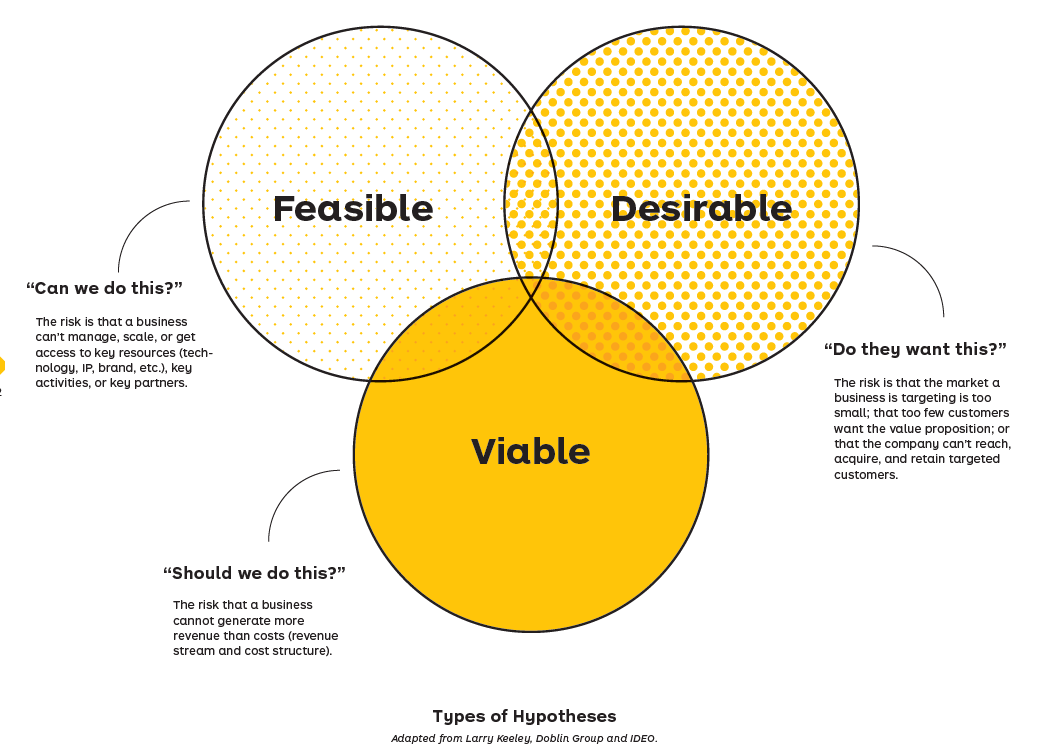 Feasible
Desirable
“Can we do this?”
The risk is that a business
can’t manage, scale, or get
access to key resources (tech-
nology, IP, brand, etc.), key
activities, or key partners.
“Do they want this?”
The risk is that the market a
business is targeting is too
small; that too few customers
want the value proposition; or
that the company can’t reach,
acquire, and retain targeted
customers.
Viable
“Should we do this?”
The risk that a business
cannot generate more
revenue than costs (revenue
stream and cost structure).
Types of Hypotheses
Adapted from Larry Keeley, Doblin Group and IDEO.